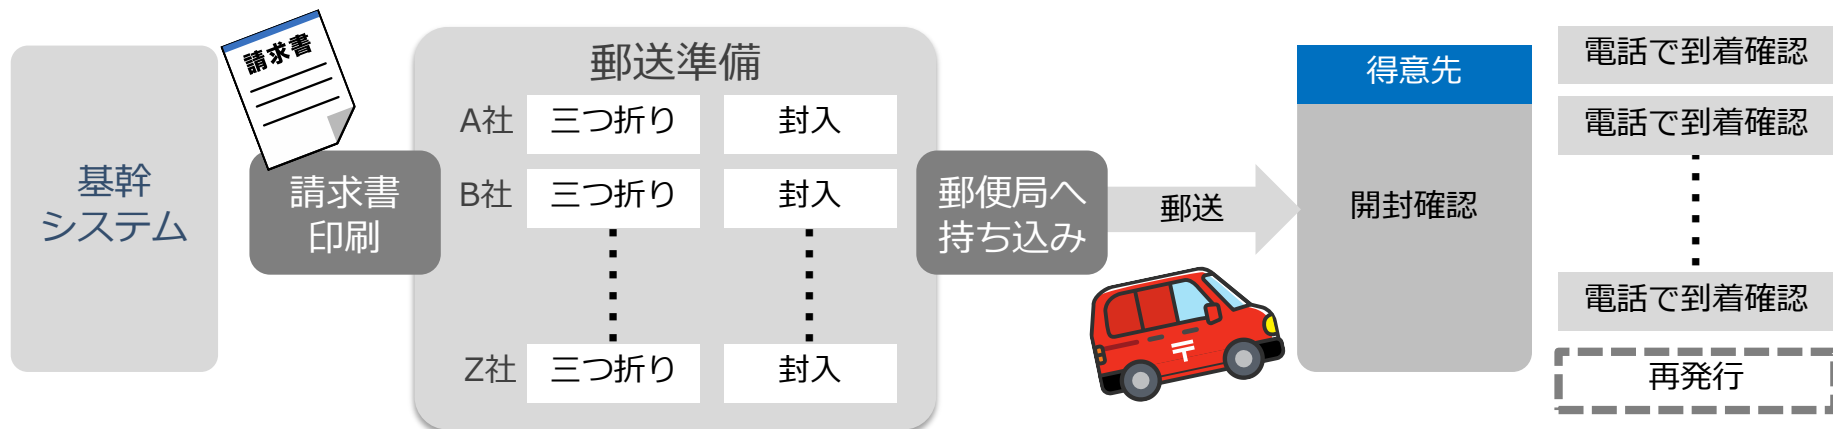 基幹
システム
請求書
請求書
印刷
郵送準備
A社 三つ折り 封入
B社 三つ折り 封入
Z社 三つ折り 封入
郵便局へ
持ち込み
郵送
〒
得意先
開封確認
電話で到着確認
電話で到着確認
電話で到着確認
再発行